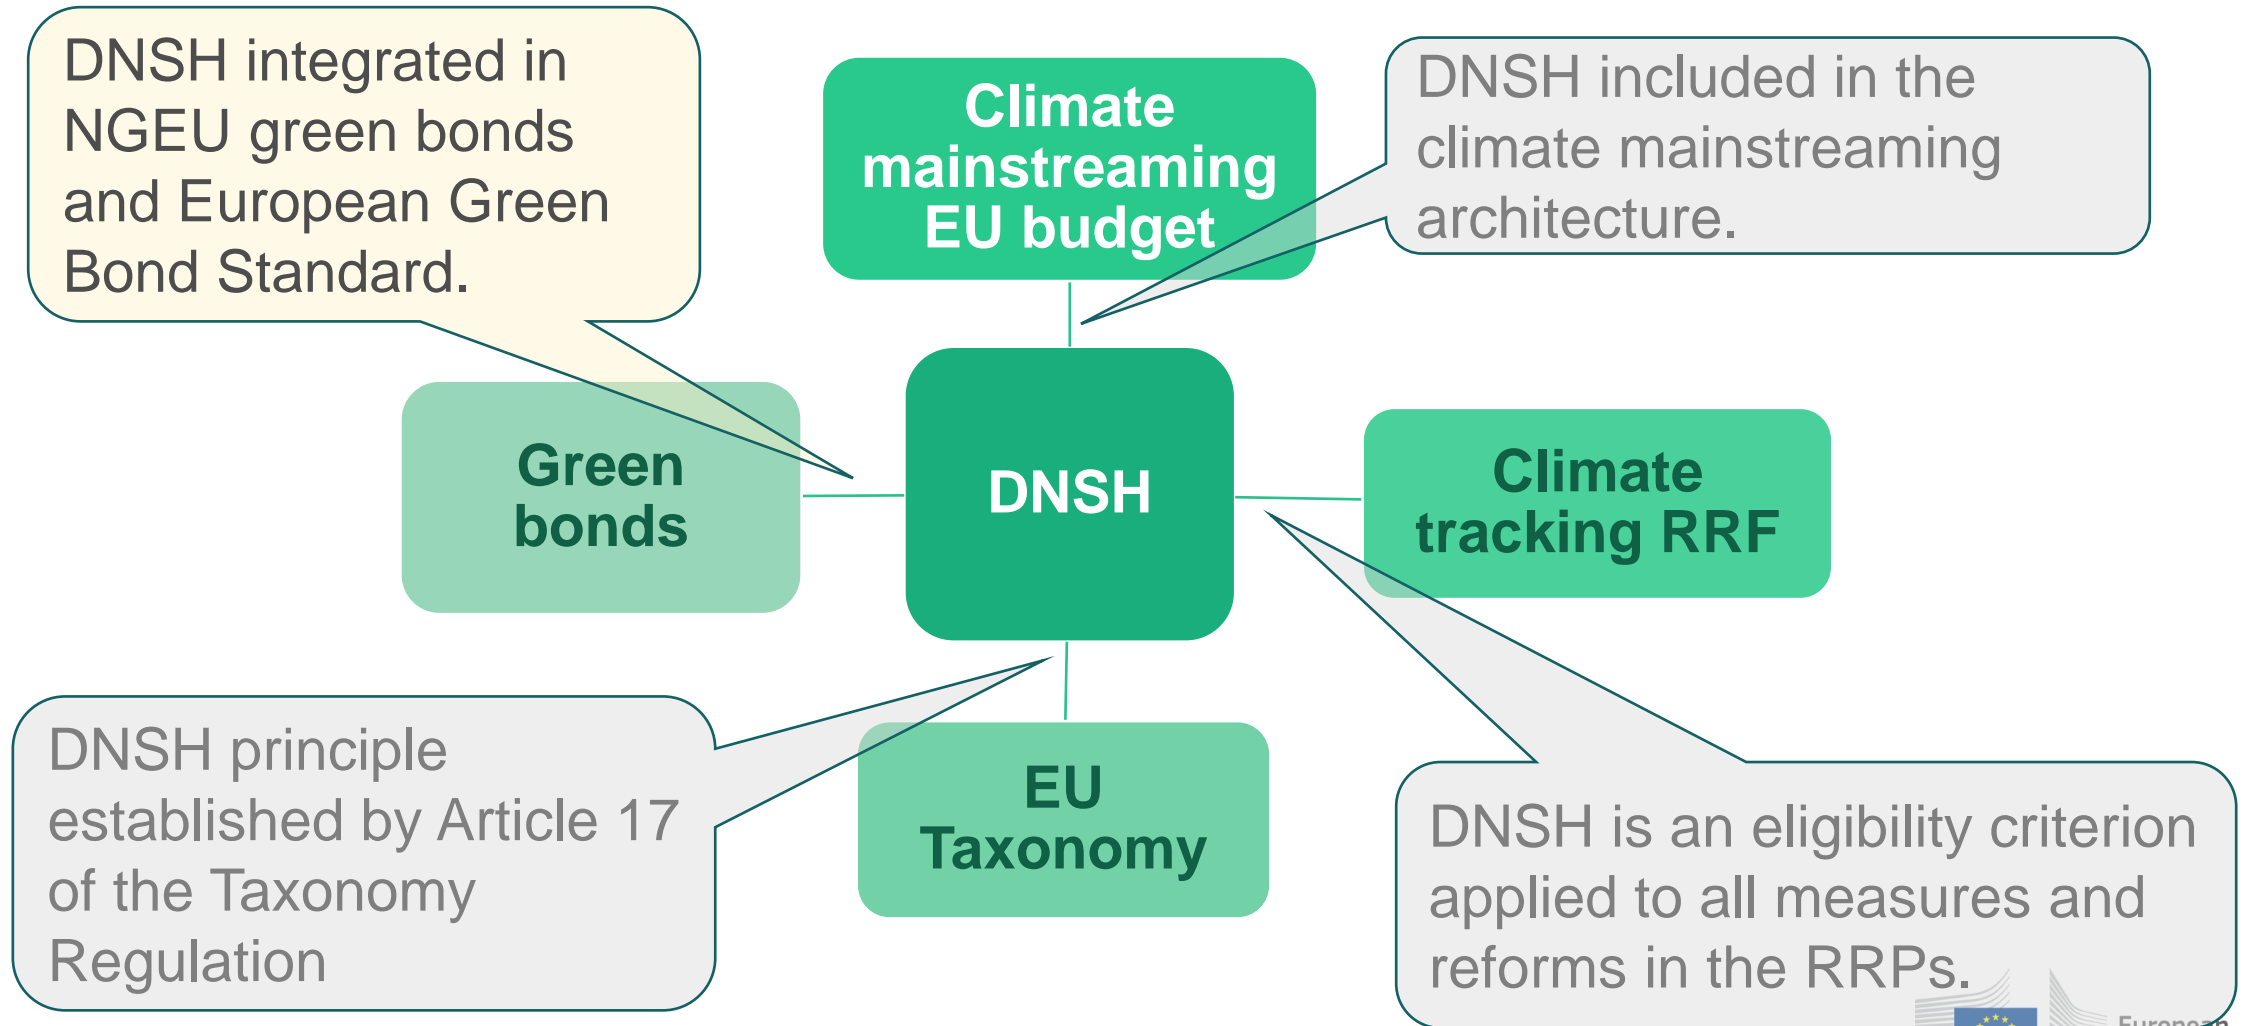 DNSH integrated in
NGEU green bonds
and European Green
Bond Standard.
Climate
mainstreaming
EU budget
DNSH included in the
climate mainstreaming
architecture.
Green
bonds
DNSH
Climate
tracking RRF
DNSH principle
established by Article 17
of the Taxonomy
Regulation
EU
Taxonomy
DNSH is an eligibility criterion
applied to all measures and
reforms in the RRPs.
European